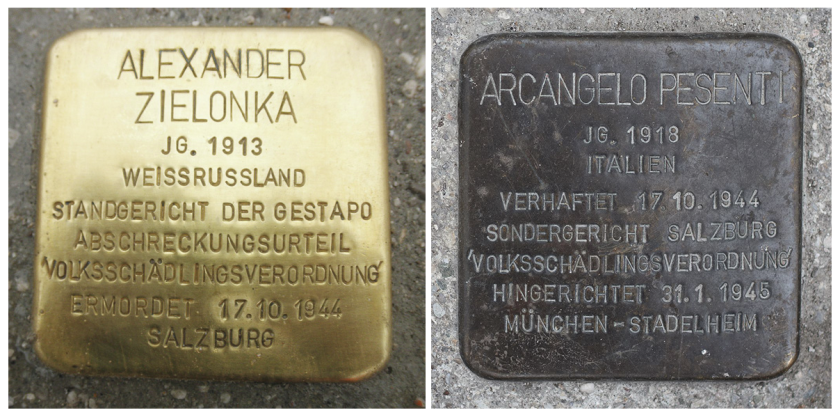 ALEXANDER
ZIELONKA
JG. 1913
WEISSRUSSLAND
STANDGERICHT DER GESTAPO
ABSCHRECKUNGSURTEIL
'VOLKSSCHÄDLINGSVERORDNUNG'
ERMORDET 17.10.1944
SALZBURG
ARCANGELO PESENTI
JG. 1918
ITALIEN
VERHAFTET 17.10.1944
SONDERGERICHT SALZBURG
'VOLKSSCHÄDLINGSVERORDNUNG'
HINGERICHTET 31.1.1945
MÜNCHEN-STADELHEIM